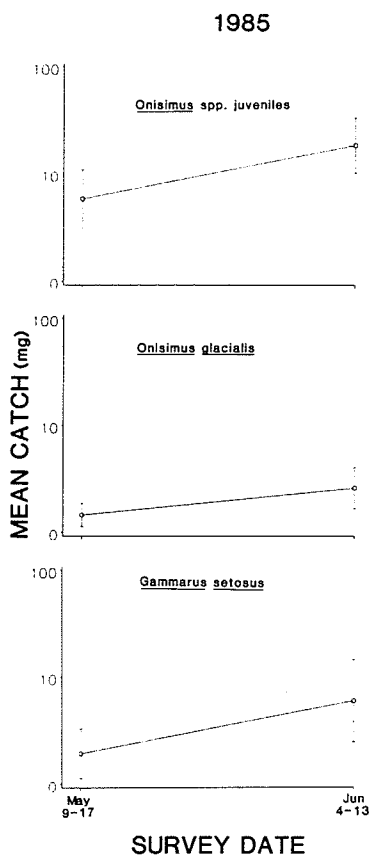 1985
100
Onisimus spp. juveniles
10
0
100
Onisimus glacialis
10
0
100
Gammarus setosus
10
0
MEAN CATCH (mg)
May
9-17
Jun
4-13
SURVEY DATE